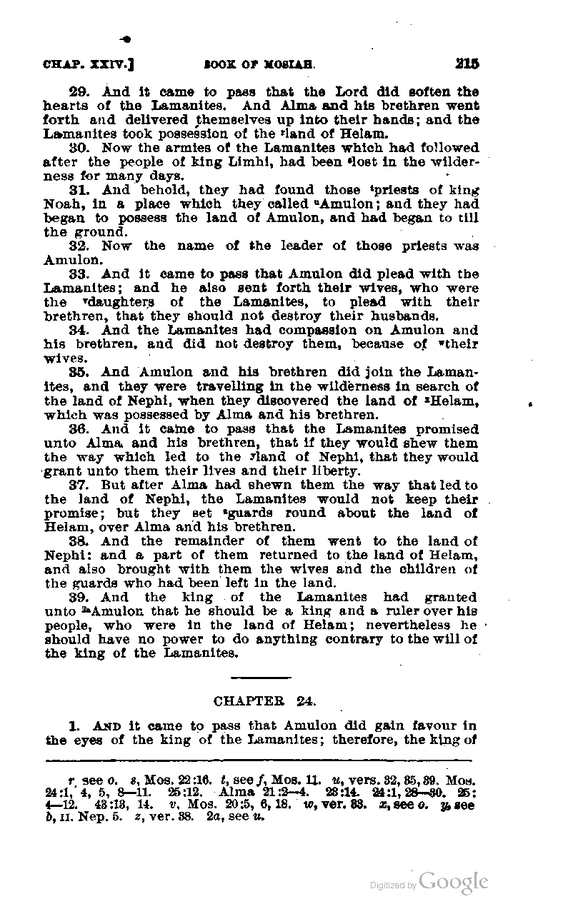 CHAP. XXIV.] BOOK OF MOSIAH. 215
29. And it came to pass that the Lord did soften the
hearts of the Lamanites. And Alma and his brethren went
forth and delivered themselves up into their hands; and the
Lamanites took possession of the rland of Helam.
30. Now the armies of the Lamanites which had followed
after the people of king Limhi, had been slost in the wilder-
ness for many days.
31. And behold, they had found those tpriests of king
Noah, in a place which they called uAmulon; and they had
began to possess the land of Amulon, and had began to till
the ground.
32. Now the name of the leader of those priests was
Amulon.
33. And it came to pass that Amulon did plead with the
Lamanites; and he also sent forth their wives, who were
the vdaughters of the Lamanites, to plead with their
brethren, that they should not destroy their husbands.
34. And the Lamanites had compassion on Amulon and
his brethren, and did not destroy them, because of wtheir
wives.
35. And Amulon and his brethren did join the Laman-
ites, and they were travelling in the wilderness in search of
the land of Nephi, when they discovered the land of xHelam,
which was possessed by Alma and his brethren.
36. And it came to pass that the Lamanites promised
unto Alma and his brethren, that if they would shew them
the way which led to the yland of Nephi, that they would
grant unto them their lives and their liberty.
37. But after Alma had shewn them the way that led to
the land of Nephi, the Lamanites would not keep their
promise; but they set zguards round about the land of
Helam, over Alma and his brethren.
38. And the remainder of them went to the land of
Nephi: and a part of them returned to the land of Helam,
and also brought with them the wives and the children of
the guards who had been left in the land.
39. And the king of the Lamanites had granted
unto 2aAmulon that he should be a king and a ruler over his
people, who were in the land of Helam; nevertheless he
should have no power to do anything contrary to the will of
the king of the Lamanites.
CHAPTER 24.
1. AND it came to pass that Amulon did gain favour in
the eyes of the king of the Lamanites; therefore, the king of
r, see o. s, Mos. 22:16. t, see f, Mos. 11. u, vers. 32, 35, 39. Mos.
24:1, 4, 5, 8—11. 25:12. Alma 21:2—4. 23:14. 24:1, 28—30. 25:
4—12. 43:13, 14. v, Mos. 20:5, 6, 18. w, ver. 33. x, see o. y, see
b, II. Nep. 5. z, ver. 38. 2a, see u.
Digitized by Google